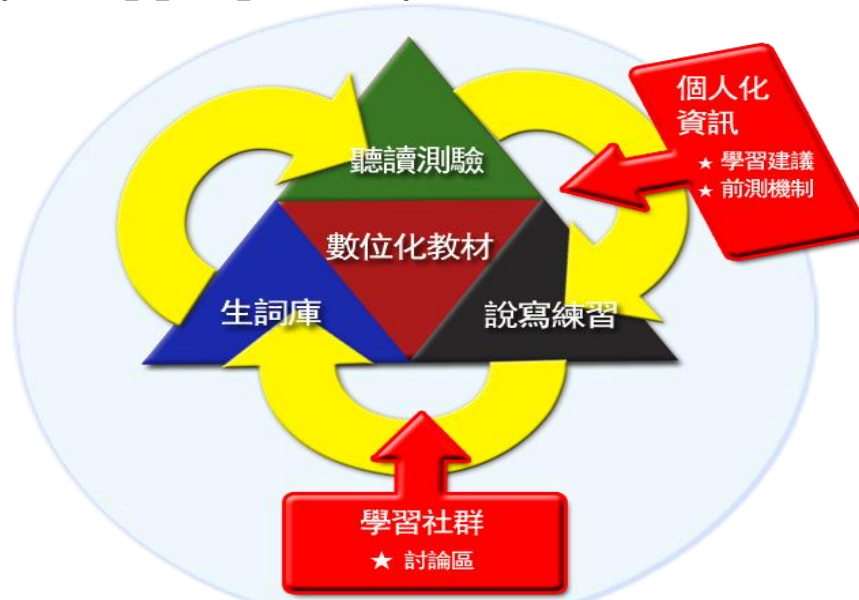 個人化
資訊
★ 學習建議
★ 前測機制
聽讀測驗
數位化教材
生詞庫
說寫練習
學習社群
★ 討論區